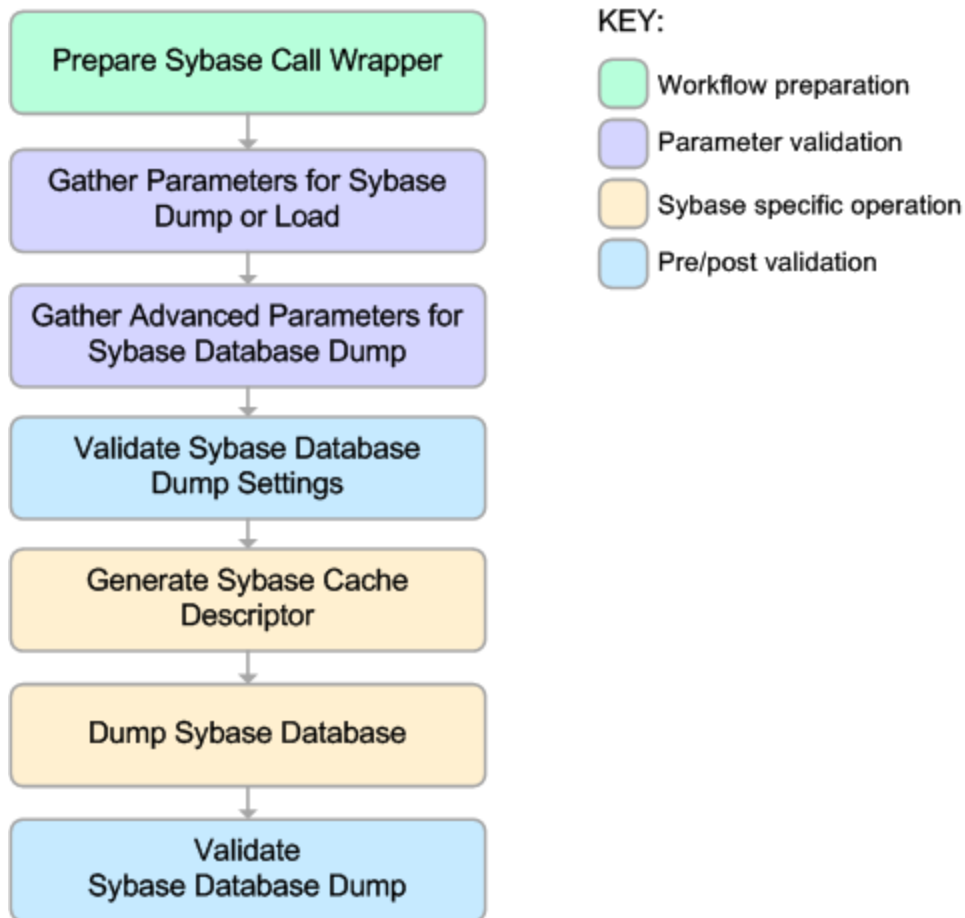 Prepare Sybase Call Wrapper
Gather Parameters for Sybase
Dump or Load
Gather Advanced Parameters for
Sybase Database Dump
Validate Sybase Database
Dump Settings
Generate Sybase Cache
Descriptor
Dump Sybase Database
Validate
Sybase Database Dump
KEY:
Workflow preparation
Parameter validation
Sybase specific operation
Pre/post validation